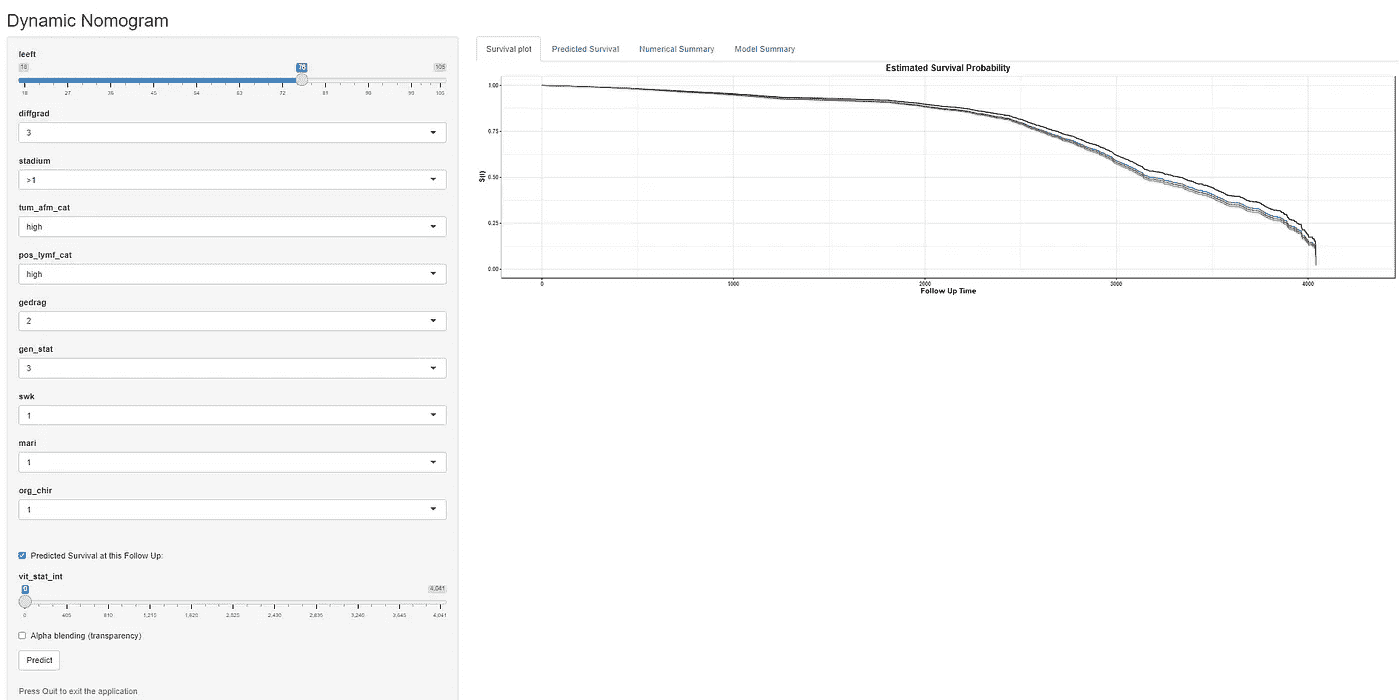 Dynamic Nomogram
leeft
18 76 105
18 27 36 45 54 63 72 81 90 99 105
diffgrad
3
stadium
>1
tum_afm_cat
high
pos_lymf_cat
high
gedrag
2
gen_stat
3
swk
1
mari
1
org_chir
1
Predicted Survival at this Follow Up:
vit_stat_int
0 4,041
0 405 810 1,215 1,620 2,025 2,430 2,835 3,240 3,645 4,041
Alpha blending (transparency)
Predict
Press Quit to exit the application
Survival plot Predicted Survival Numerical Summary Model Summary
Estimated Survival Probability
1.00
0.75
S(t) 0.50
0.25
0.00
0 1000 2000 3000 4000
Follow Up Time